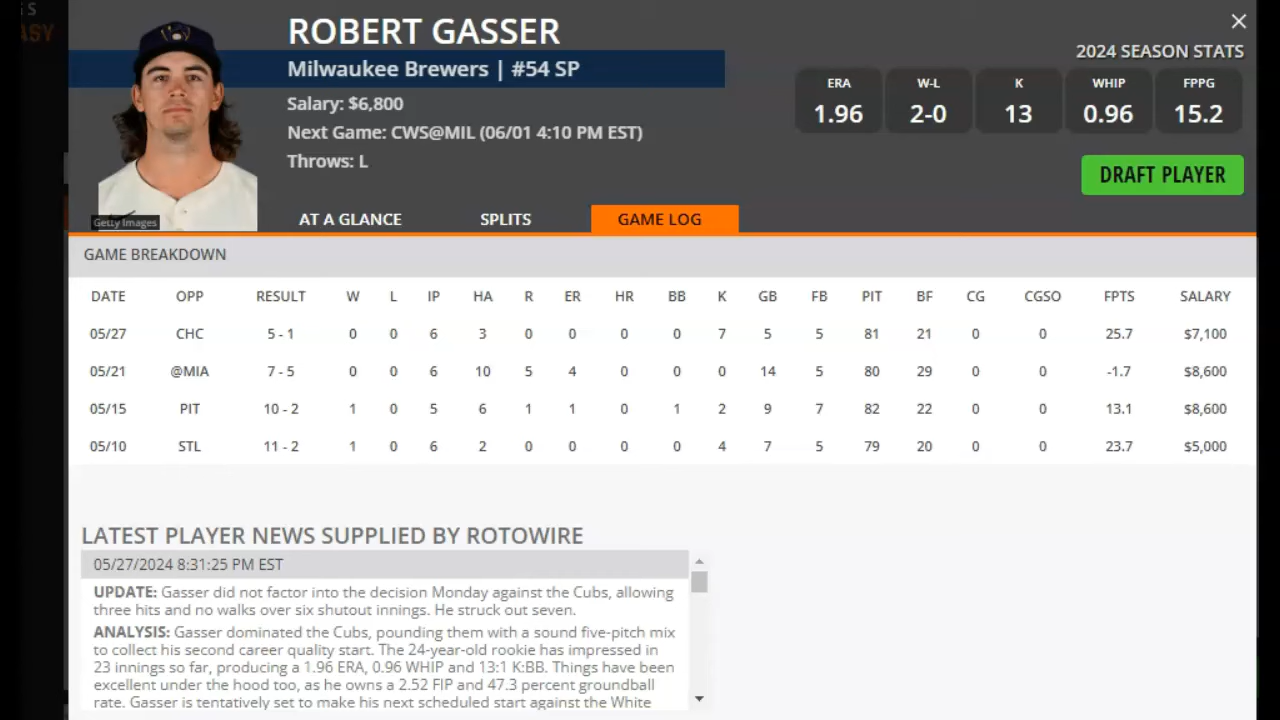 S
ASY
ROBERT GASSER
Milwaukee Brewers | #54 SP
Salary: $6,800
Next Game: CWS@MIL (06/01 4:10 PM EST)
Throws: L
Getty Images
2024 SEASON STATS
ERA W-L K WHIP FPPG
1.96 2-0 13 0.96 15.2
DRAFT PLAYER
AT A GLANCE SPLITS GAME LOG
GAME BREAKDOWN
DATE OPP RESULT W L IP HA R ER HR BB K GB FB PIT BF CG CGSO FPTS SALARY
05/27 CHC 5 - 1 0 0 6 3 0 0 0 0 7 5 5 81 21 0 0 25.7 $7,100
05/21 @MIA 7 - 5 0 0 6 10 5 4 0 0 0 14 5 80 29 0 0 -1.7 $8,600
05/15 PIT 10 - 2 1 0 5 6 1 1 0 1 2 9 7 82 22 0 0 13.1 $8,600
05/10 STL 11 - 2 1 0 6 2 0 0 0 0 4 7 5 79 20 0 0 23.7 $5,000
LATEST PLAYER NEWS SUPPLIED BY ROTOWIRE
05/27/2024 8:31:25 PM EST
UPDATE: Gasser did not factor into the decision Monday against the Cubs, allowing
three hits and no walks over six shutout innings. He struck out seven.
ANALYSIS: Gasser dominated the Cubs, pounding them with a sound five-pitch mix
to collect his second career quality start. The 24-year-old rookie has impressed in
23 innings so far, producing a 1.96 ERA, 0.96 WHIP and 13:1 K:BB. Things have been
excellent under the hood too, as he owns a 2.52 FIP and 47.3 percent groundball
rate. Gasser is tentatively set to make his next scheduled start against the White